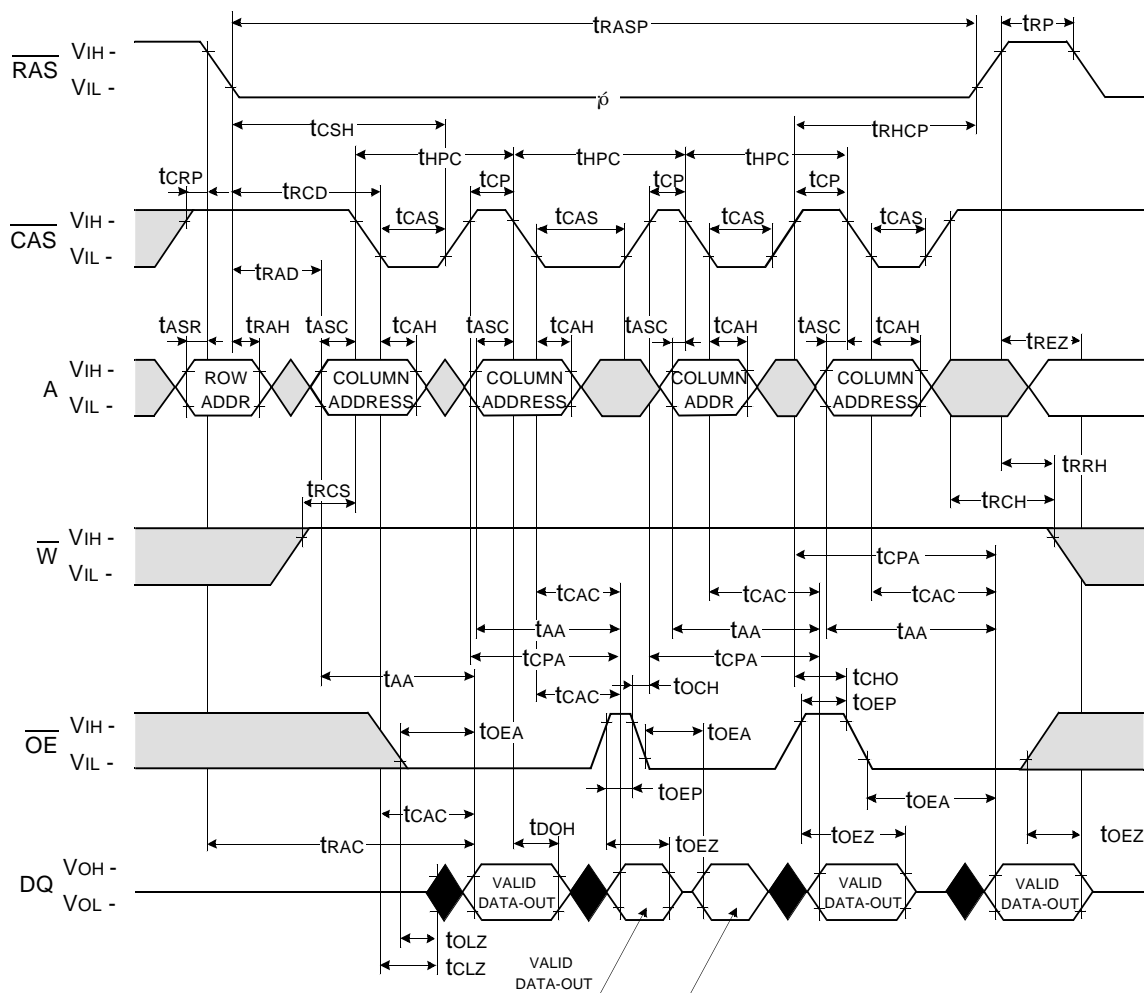 tRASP
tRP
RAS
VIH -
VIL -
tCSH
tRHCP
tHPC
tHPC
tHPC
tCRP
tRCD
tCP
tCP
tCP
CAS
VIH -
VIL -
tCAS
tCAS
tCAS
tCAS
tRAD
tASR
tRAH
tASC
tCAH
tASC
tCAH
tASC
tCAH
tASC
tCAH
tREZ
A
VIH -
VIL -
ROW
ADDR
COLUMN
ADDRESS
COLUMN
ADDRESS
COLUMN
ADDR
COLUMN
ADDRESS
tRRH
tRCS
tRCH
W
VIH -
VIL -
tCPA
tCAC
tCAC
tCAC
tAA
tAA
tAA
tCPA
tCPA
tAA
tCAC
tOCH
tCHO
tOEP
OE
VIH -
VIL -
tOEA
tOEA
tOEP
tOEA
tCAC
tDOH
tOEZ
tOEZ
tOEZ
tRAC
DQ
VOH -
VOL -
VALID
DATA-OUT
VALID
DATA-OUT
VALID
DATA-OUT
tOLZ
tCLZ
VALID
DATA-OUT